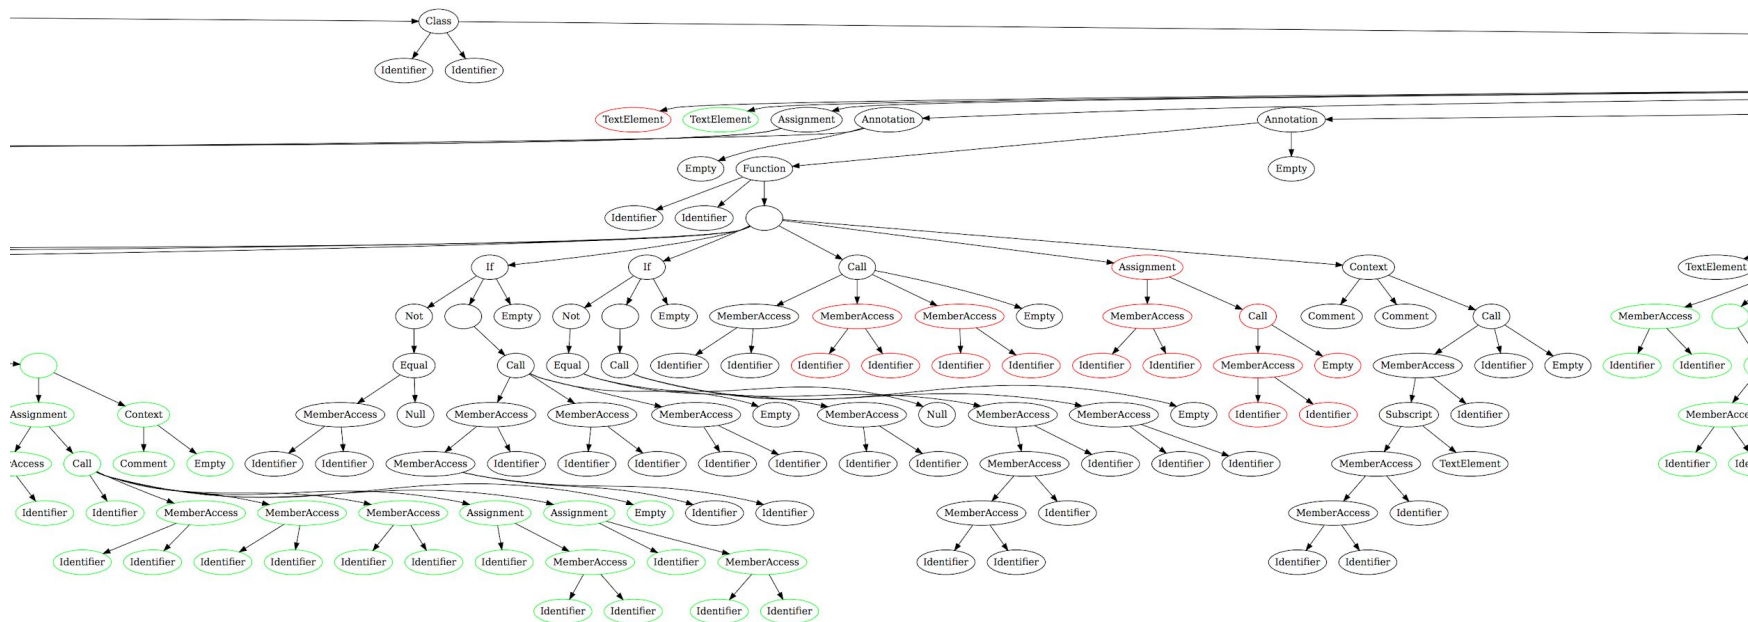 Class
Identifier Identifier
TextElement TextElement Assignment Annotation Annotation
Empty Function Empty
Identifier Identifier
If If Call Assignment Context TextElement
Not Empty Not Empty MemberAccess MemberAccess MemberAccess Empty MemberAccess Call Comment Comment Call MemberAccess
Equal Call Equal Call Identifier Identifier Identifier Identifier Identifier Identifier Identifier Identifier MemberAccess Empty MemberAccess Identifier Empty Identifier Identifier
Assignment Context MemberAccess Null MemberAccess MemberAccess MemberAccess Empty MemberAccess Null MemberAccess MemberAccess Empty Identifier Identifier Subscript Identifier
Call Comment Empty Identifier Identifier MemberAccess Identifier Identifier Identifier Identifier Identifier Identifier Identifier MemberAccess Identifier Identifier Identifier MemberAccess TextElement Identifier
Identifier Identifier MemberAccess MemberAccess MemberAccess Assignment Assignment Empty Identifier Identifier MemberAccess Identifier MemberAccess Identifier
Identifier Identifier Identifier Identifier Identifier Identifier Identifier MemberAccess Identifier MemberAccess Identifier Identifier Identifier Identifier
Identifier Identifier Identifier Identifier